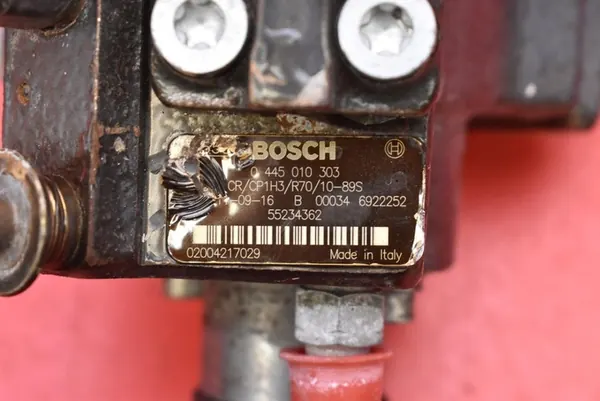 BOSCH
0 445 010 303
CR/CP1H3/R70/10-89S
-09-16 B 00034 6922252
55234362
02004217029 Made in Italy